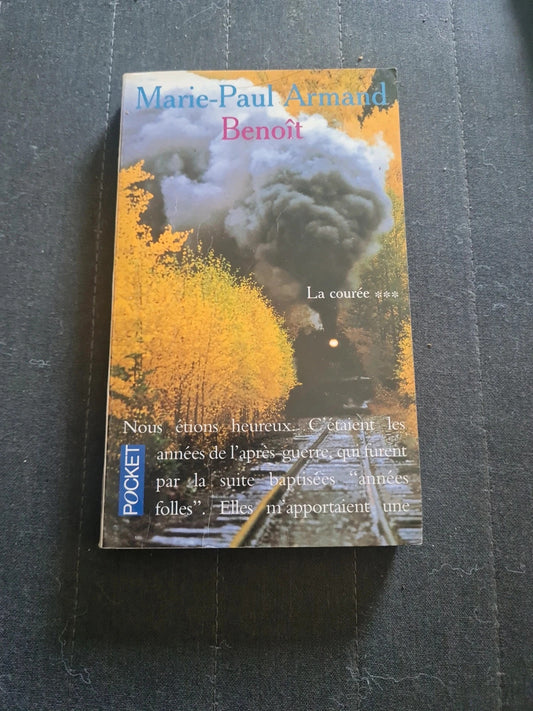 Marie-Paul Armand
Benoît
La courée ***
Nous étions heureux. C'étaient les
années de l'après-guerre, qui furent
par la suite baptisées "années
folles". Elles m'apportaient une
POCKET